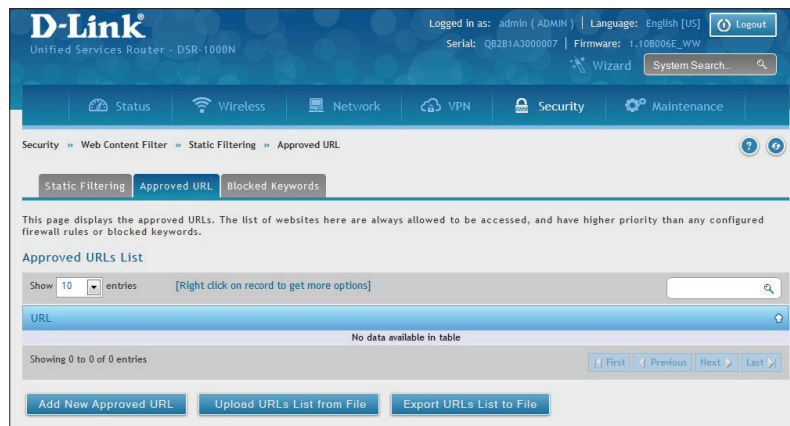 D-Link
Unified Services Router - DSR-1000N
Logged in as: admin ( ADMIN ) | Language: English [US]
Logout
Serial: QB2B1A3000007 | Firmware: 1.10B006E_WW
Wizard
System Search...
Status
Wireless
Network
VPN
Security
Maintenance
Security » Web Content Filter » Static Filtering » Approved URL
Static Filtering
Approved URL
Blocked Keywords
This page displays the approved URLs. The list of websites here are always allowed to be accessed, and have higher priority than any configured
firewall rules or blocked keywords.
Approved URLs List
Show 10 entries
[Right click on record to get more options]
URL
No data available in table
Showing 0 to 0 of 0 entries
First
Previous
Next
Last
Add New Approved URL
Upload URLs List from File
Export URLs List to File